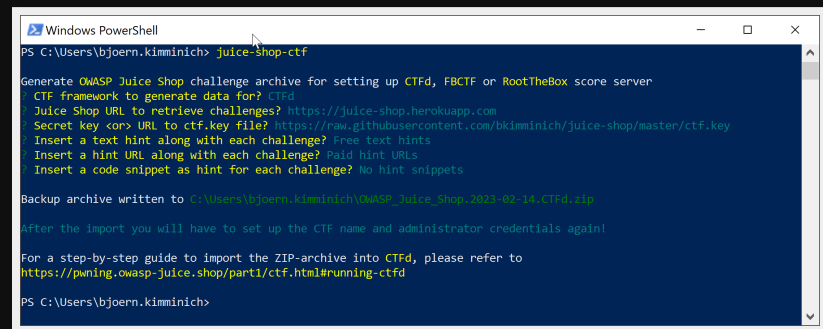 Windows PowerShell
PS C:\Users\bjoern.kimminich> juice-shop-ctf
Generate OWASP Juice Shop challenge archive for setting up CTFd, FBCTF or RootTheBox score server
? CTF framework to generate data for? CTFd
? Juice Shop URL to retrieve challenges? https://juice-shop.herokuapp.com
? Secret key <or> URL to ctf.key file? https://raw.githubusercontent.com/bkimminich/juice-shop/master/ctf.key
? Insert a text hint along with each challenge? Free text hints
? Insert a hint URL along with each challenge? Paid hint URLs
? Insert a code snippet as hint for each challenge? No hint snippets
Backup archive written to C:\Users\bjoern.kimminich\OWASP_Juice_Shop.2023-02-14.CTFd.zip
After the import you will have to set up the CTF name and administrator credentials again!
For a step-by-step guide to import the ZIP-archive into CTFd, please refer to
https://pwning.owasp-juice.shop/part1/ctf.html#running-ctfd
PS C:\Users\bjoern.kimminich>